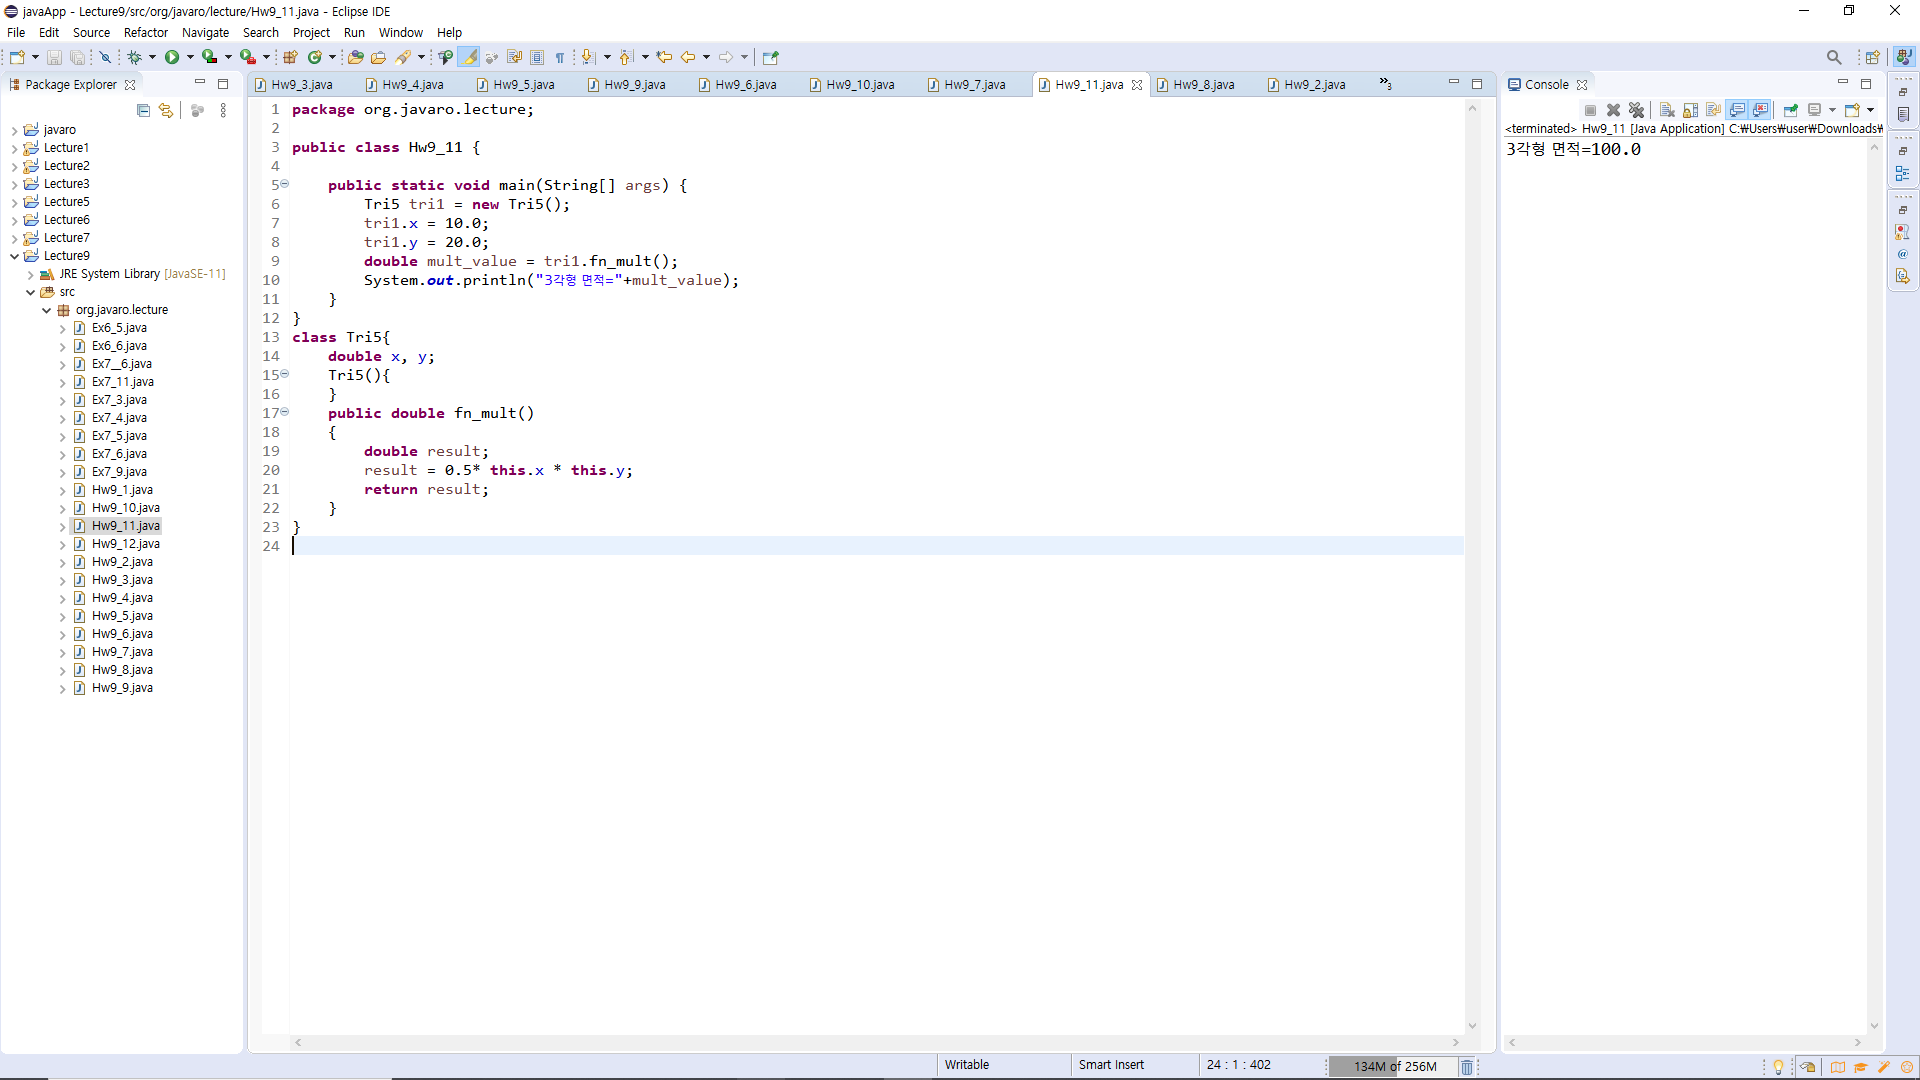 javaApp - Lecture9/src/org/javaro/lecture/Hw9_11.java - Eclipse IDE
File Edit Source Refactor Navigate Search Project Run Window Help
Package Explorer
javaro
Lecture1
Lecture2
Lecture3
Lecture5
Lecture6
Lecture7
Lecture9
JRE System Library [JavaSE-11]
src
org.javaro.lecture
Ex6_5.java
Ex6_6.java
Ex7__6.java
Ex7_11.java
Ex7_3.java
Ex7_4.java
Ex7_5.java
Ex7_6.java
Ex7_9.java
Hw9_1.java
Hw9_10.java
Hw9_11.java
Hw9_12.java
Hw9_2.java
Hw9_3.java
Hw9_4.java
Hw9_5.java
Hw9_6.java
Hw9_7.java
Hw9_8.java
Hw9_9.java
Hw9_3.java Hw9_4.java Hw9_5.java Hw9_9.java Hw9_6.java Hw9_10.java Hw9_7.java Hw9_11.java Hw9_8.java Hw9_2.java »3
1 package org.javaro.lecture;
2
3 public class Hw9_11 {
4
5     public static void main(String[] args) {
6         Tri5 tri1 = new Tri5();
7         tri1.x = 10.0;
8         tri1.y = 20.0;
9         double mult_value = tri1.fn_mult();
10         System.out.println("3각형 면적="+mult_value);
11     }
12 }
13 class Tri5{
14     double x, y;
15     Tri5(){
16     }
17     public double fn_mult()
18     {
19         double result;
20         result = 0.5* this.x * this.y;
21         return result;
22     }
23 }
24
Console
<terminated> Hw9_11 [Java Application] C:₩Users₩user₩Downloads₩
3각형 면적=100.0
Writable Smart Insert 24 : 1 : 402 134M of 256M